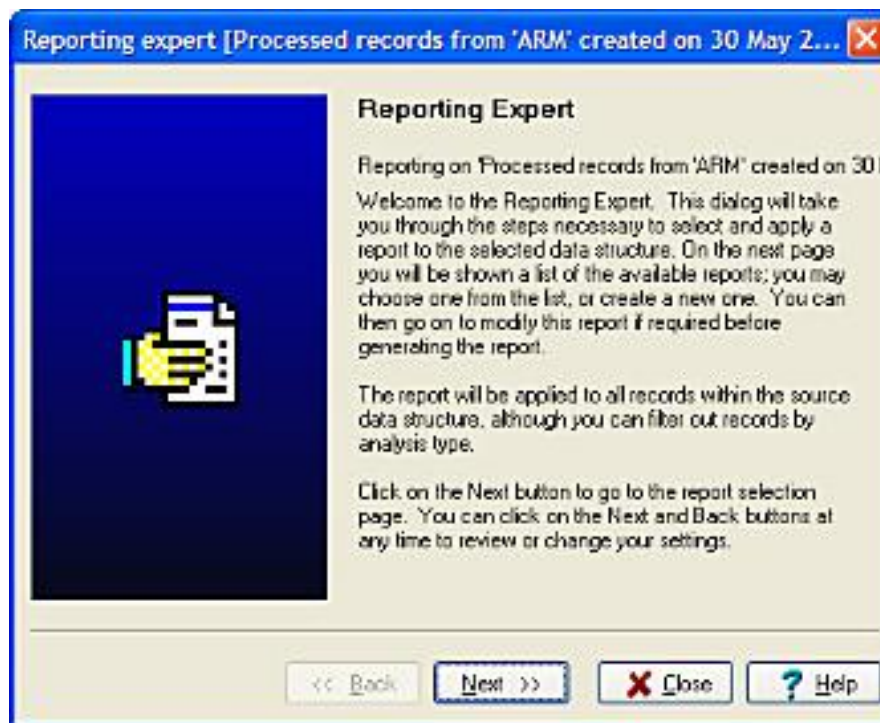 Reporting expert [Processed records from 'ARM' created on 30 May 2...
Reporting Expert
Reporting on 'Processed records from 'ARM' created on 30
Welcome to the Reporting Expert. This dialog will take
you through the steps necessary to select and apply a
report to the selected data structure. On the next page
you will be shown a list of the available reports; you may
choose one from the list, or create a new one. You can
then go on to modify this report if required before
generating the report.
The report will be applied to all records within the source
data structure, although you can filter out records by
analysis type.
Click on the Next button to go to the report selection
page. You can click on the Next and Back buttons at
any time to review or change your settings.
<< Back Next >> Close Help